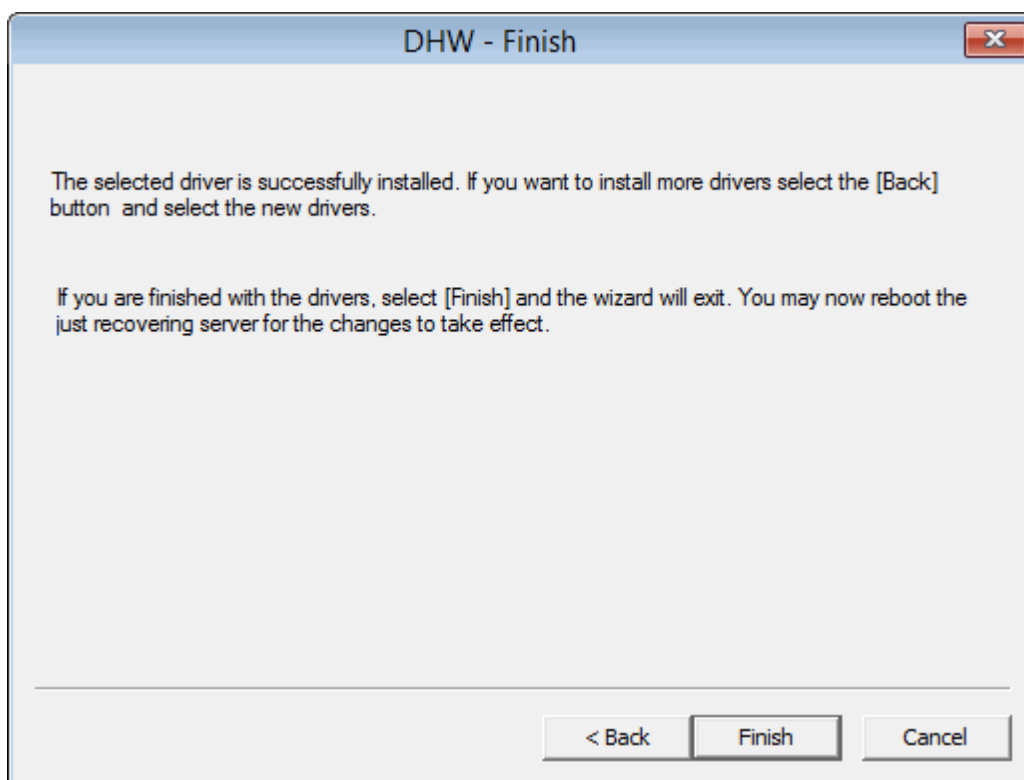 DHW - Finish
The selected driver is successfully installed. If you want to install more drivers select the [Back]
button  and select the new drivers.
If you are finished with the drivers, select [Finish] and the wizard will exit. You may now reboot the
just recovering server for the changes to take effect.
< Back
Finish
Cancel